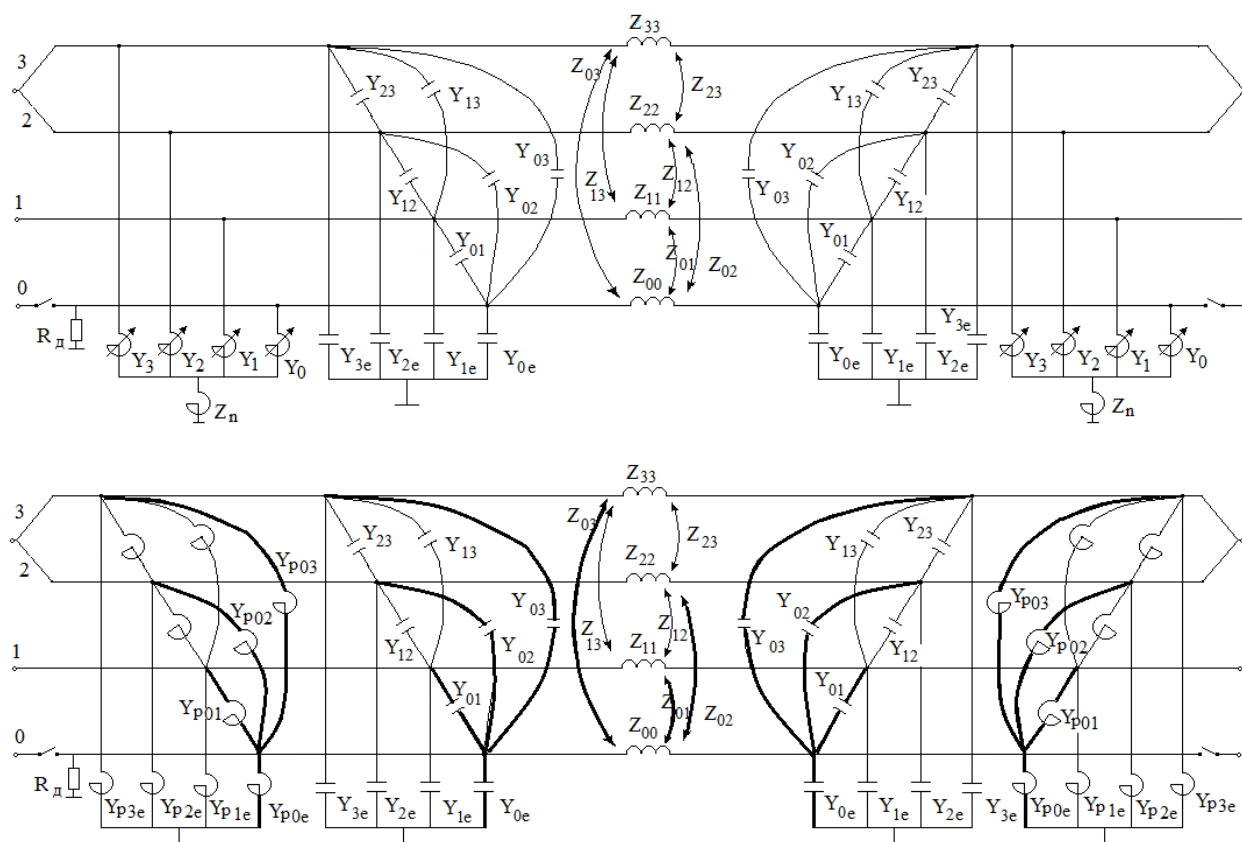 Z33
3 Z03 Z23
Y23 Y13 Y13 Y23
2 Z22
Y03 Y02
Y12 Y02 Z13 Z12 Y03 Y12
1 Z11
Y01 Z01 Z02 Y01
0 Z00
Rд Y3 Y2 Y1 Y0 Y3e Y2e Y1e Y0e Y0e Y1e Y2e Y3e Y3 Y2 Y1 Y0
Zn Zn
Z33
3 Z03 Z23
Y23 Y13 Y13 Y23
Yp03 Yp03
2 Z22
Yp02 Y03 Y02 Yp02
Y12 Y02 Z13 Z12 Y03 Y12
1 Z11
Yp01 Y01 Z01 Z02 Y01 Yp01
0 Z00
Rд Yp3e Yp2e Yp1e Yp0e Y3e Y2e Y1e Y0e Y0e Y1e Y2e Y3e Yp0e Yp1e Yp2e Yp3e